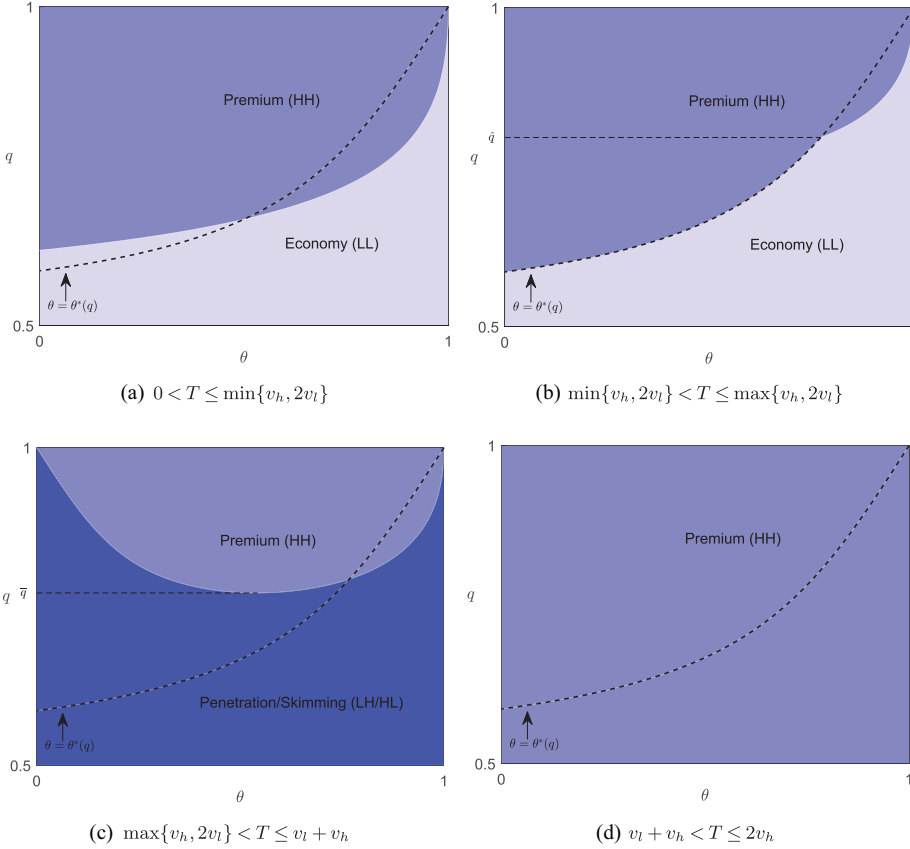 1
Premium (HH)
q
Economy (LL)
θ = θ*(q)
0.5
0
1
θ
(a) 0 < T ≤ min{v_h, 2v_l}
1
Premium (HH)
q̂
q
Economy (LL)
θ = θ*(q)
0.5
0
1
θ
(b) min{v_h, 2v_l} < T ≤ max{v_h, 2v_l}
1
Premium (HH)
q q̅
Penetration/Skimming (LH/HL)
θ = θ*(q)
0.5
0
1
θ
(c) max{v_h, 2v_l} < T ≤ v_l + v_h
1
Premium (HH)
q
θ = θ*(q)
0.5
0
1
θ
(d) v_l + v_h < T ≤ 2v_h